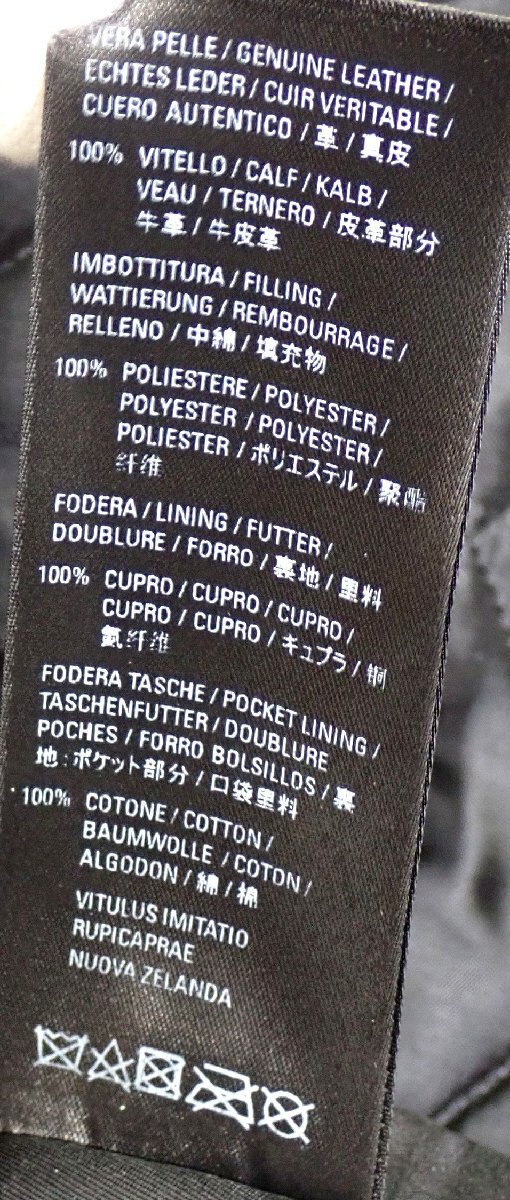 VERA PELLE / GENUINE LEATHER /
ECHTES LEDER / CUIR VERITABLE /
CUERO AUTENTICO / 革 / 真皮
100% VITELLO / CALF / KALB /
VEAU / TERNERO / 皮革部分
牛革 / 牛皮革
IMBOTTITURA / FILLING /
WATTIERUNG / REMBOURRAGE /
RELLENO / 中綿 / 填充物
100% POLIESTERE / POLYESTER /
POLYESTER / POLYESTER /
POLIESTER / ポリエステル / 聚酯
纤维
FODERA / LINING / FUTTER /
DOUBLURE / FORRO / 裏地 / 里料
100% CUPRO / CUPRO / CUPRO /
CUPRO / CUPRO / キュプラ / 铜
氨纤维
FODERA TASCHE / POCKET LINING /
TASCHENFUTTER / DOUBLURE
POCHES / FORRO BOLSILLOS / 裏
地:ポケット部分 / 口袋里料
100% COTONE / COTTON /
BAUMWOLLE / COTON /
ALGODON / 綿 / 棉
VITULUS IMITATIO
RUPICAPRAE
NUOVA ZELANDA